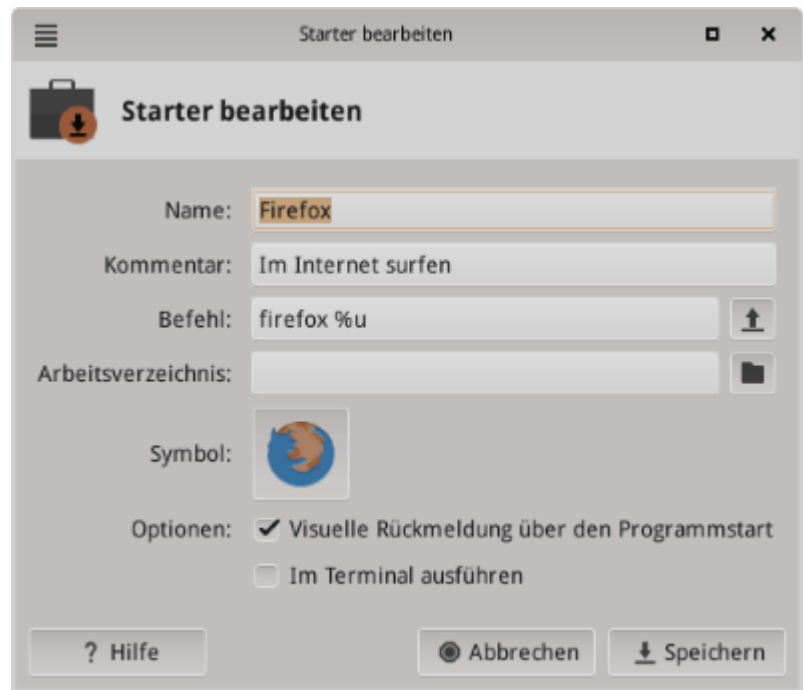 Starter bearbeiten
Starter bearbeiten
Name: Firefox
Kommentar: Im Internet surfen
Befehl: firefox %u
Arbeitsverzeichnis:
Symbol:
Optionen: Visuelle Rückmeldung über den Programmstart
Im Terminal ausführen
? Hilfe Abbrechen Speichern